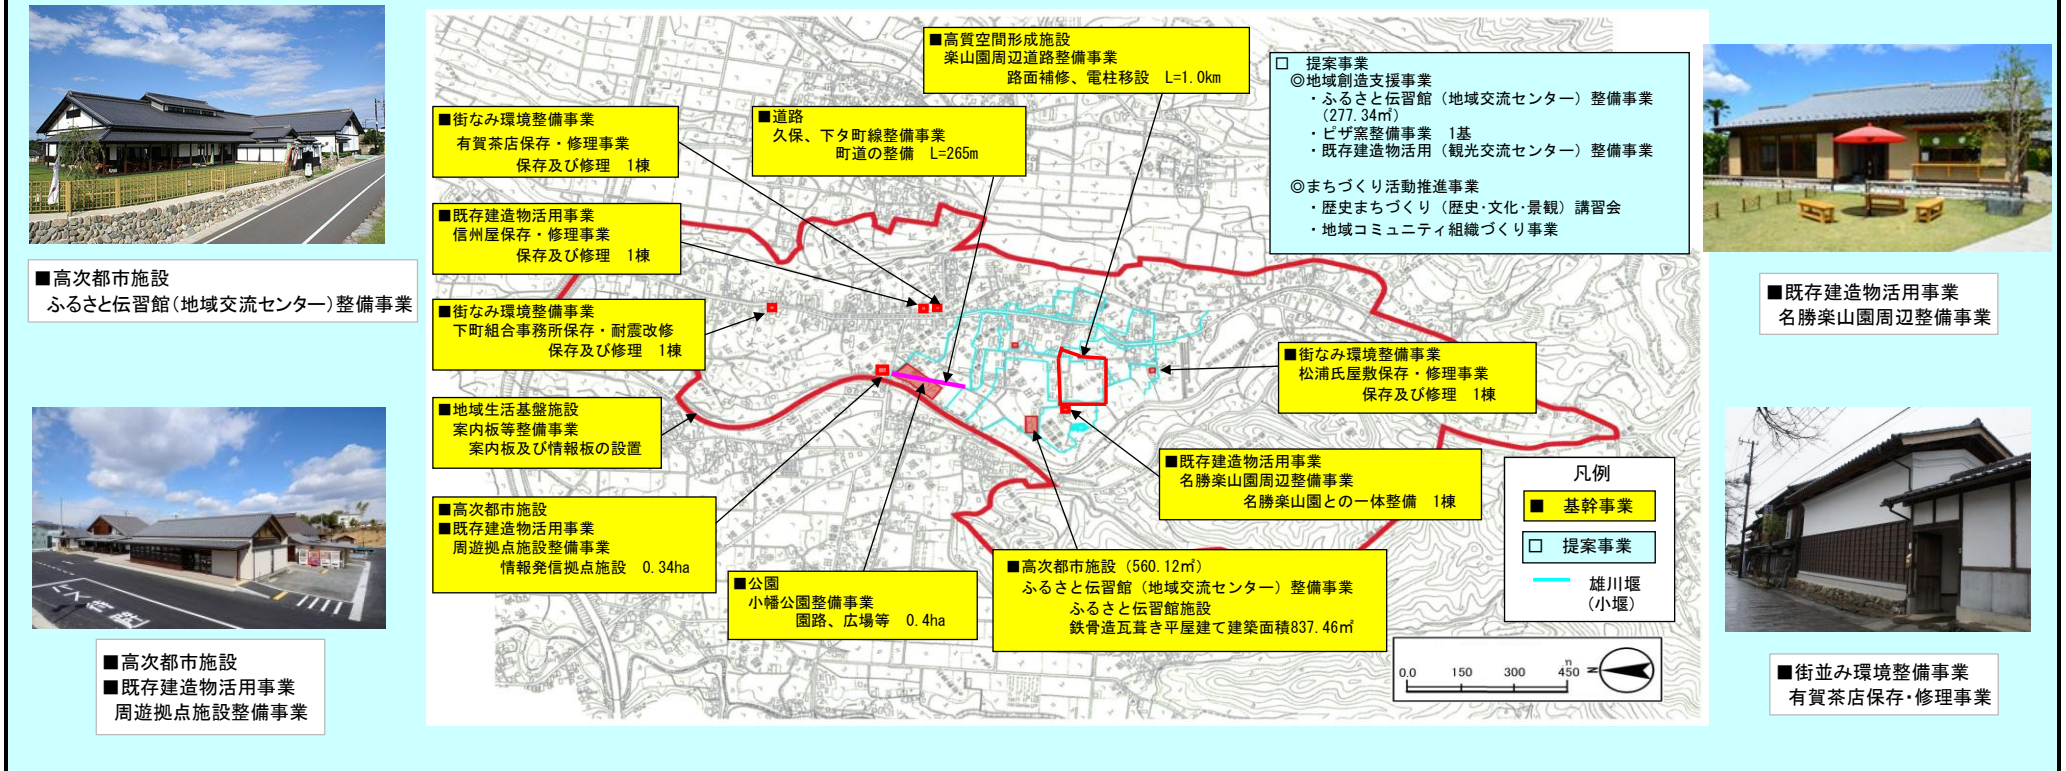 ■高次都市施設
ふるさと伝習館(地域交流センター)整備事業
■高次都市施設
■既存建造物活用事業
周遊拠点施設整備事業
■街なみ環境整備事業
有賀茶店保存・修理事業
保存及び修理 1棟
■既存建造物活用事業
信州屋保存・修理事業
保存及び修理 1棟
■街なみ環境整備事業
下町組合事務所保存・耐震改修
保存及び修理 1棟
■地域生活基盤施設
案内板等整備事業
案内板及び情報板の設置
■高次都市施設
■既存建造物活用事業
周遊拠点施設整備事業
情報発信拠点施設 0.34ha
■道路
久保、下タ町線整備事業
町道の整備 L=265m
■高質空間形成施設
楽山園周辺道路整備事業
路面補修、電柱移設 L=1.0km
□ 提案事業
◎地域創造支援事業
・ふるさと伝習館（地域交流センター）整備事業
（277.34㎡）
・ピザ窯整備事業 1基
・既存建造物活用（観光交流センター）整備事業
◎まちづくり活動推進事業
・歴史まちづくり（歴史・文化・景観）講習会
・地域コミュニティ組織づくり事業
■街なみ環境整備事業
松浦氏屋敷保存・修理事業
保存及び修理 1棟
■既存建造物活用事業
名勝楽山園周辺整備事業
名勝楽山園との一体整備 1棟
■公園
小幡公園整備事業
園路、広場等 0.4ha
■高次都市施設（560.12㎡）
ふるさと伝習館（地域交流センター）整備事業
ふるさと伝習館施設
鉄骨造瓦葺き平屋建て建築面積837.46㎡
凡例
■ 基幹事業
□ 提案事業
雄川堰
（小堰）
0.0 150 300 450 m N
■既存建造物活用事業
名勝楽山園周辺整備事業
■街並み環境整備事業
有賀茶店保存・修理事業